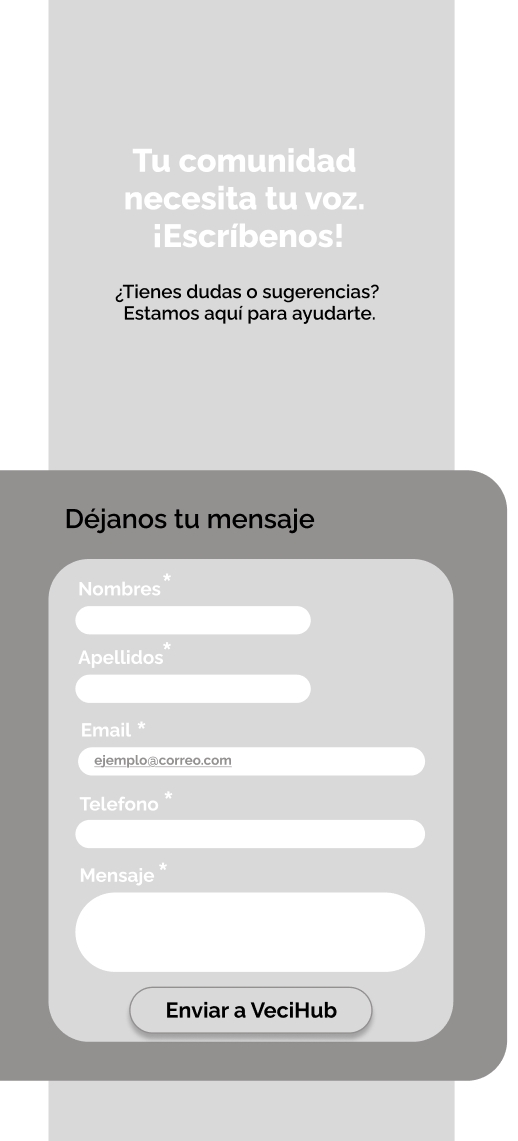 Tu comunidad
necesita tu voz.
¡Escríbenos!
¿Tienes dudas o sugerencias?
Estamos aquí para ayudarte.
Déjanos tu mensaje
Nombres*
Apellidos*
Email *
ejemplo@correo.com
Telefono *
Mensaje *
Enviar a VeciHub